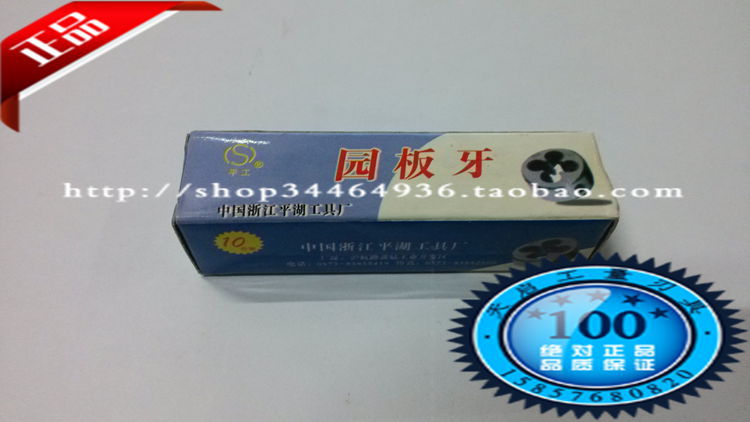 正品
平工®
园板牙
http://shop34464936.taobao.com
中国浙江平湖工具厂
10
中国浙江平湖工具厂
天启工量刃具
100
绝对正品
品质保证
15857680820